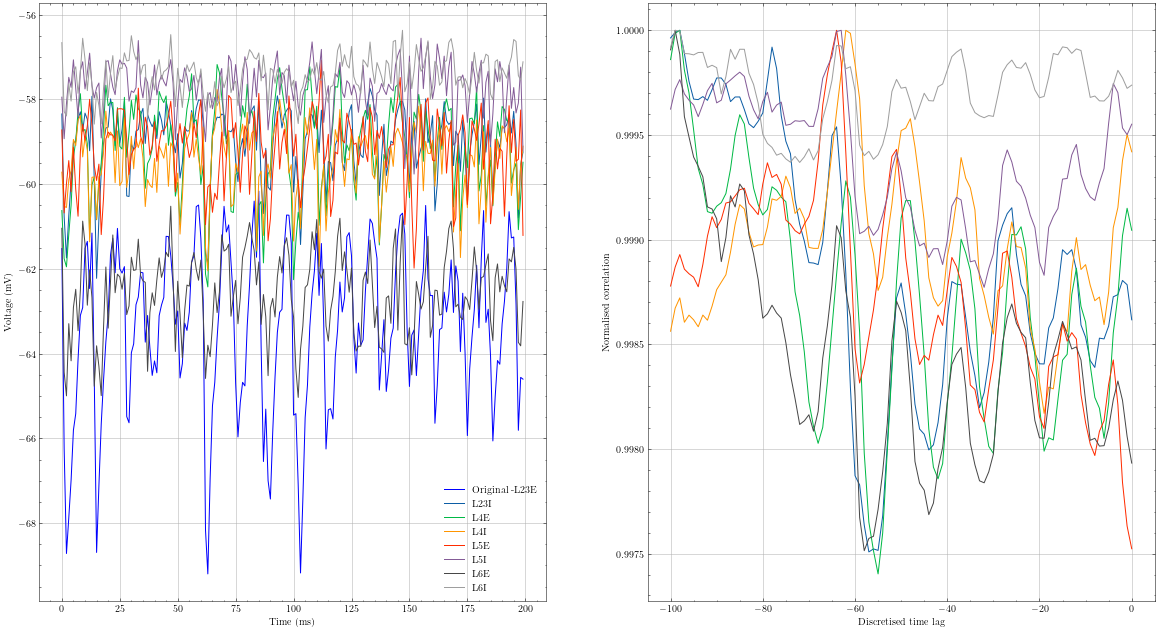 −56
−58
−60
−62
−64
−66
−68
Voltage (mV)
0
25
50
75
100
125
150
175
200
Time (ms)
Original -L23E
L23I
L4E
L4I
L5E
L5I
L6E
L6I
1.0000
0.9995
0.9990
0.9985
0.9980
0.9975
Normalised correlation
−100
−80
−60
−40
−20
0
Discretised time lag